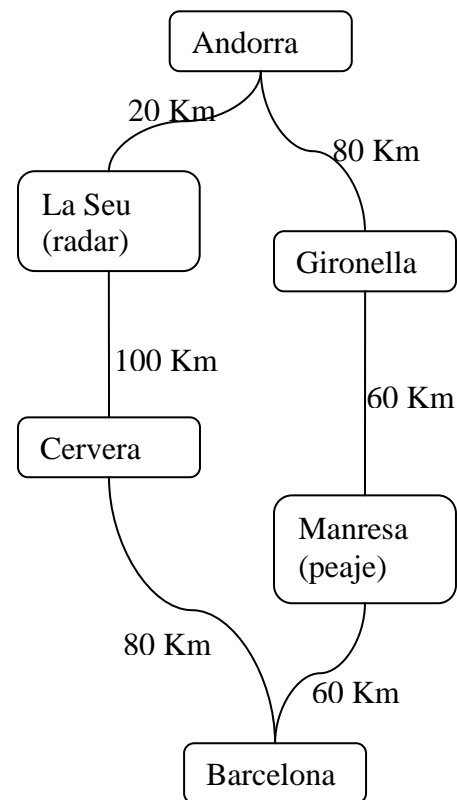 Andorra
20 Km
80 Km
La Seu
(radar)
Gironella
100 Km
60 Km
Cervera
Manresa
(peaje)
80 Km
60 Km
Barcelona